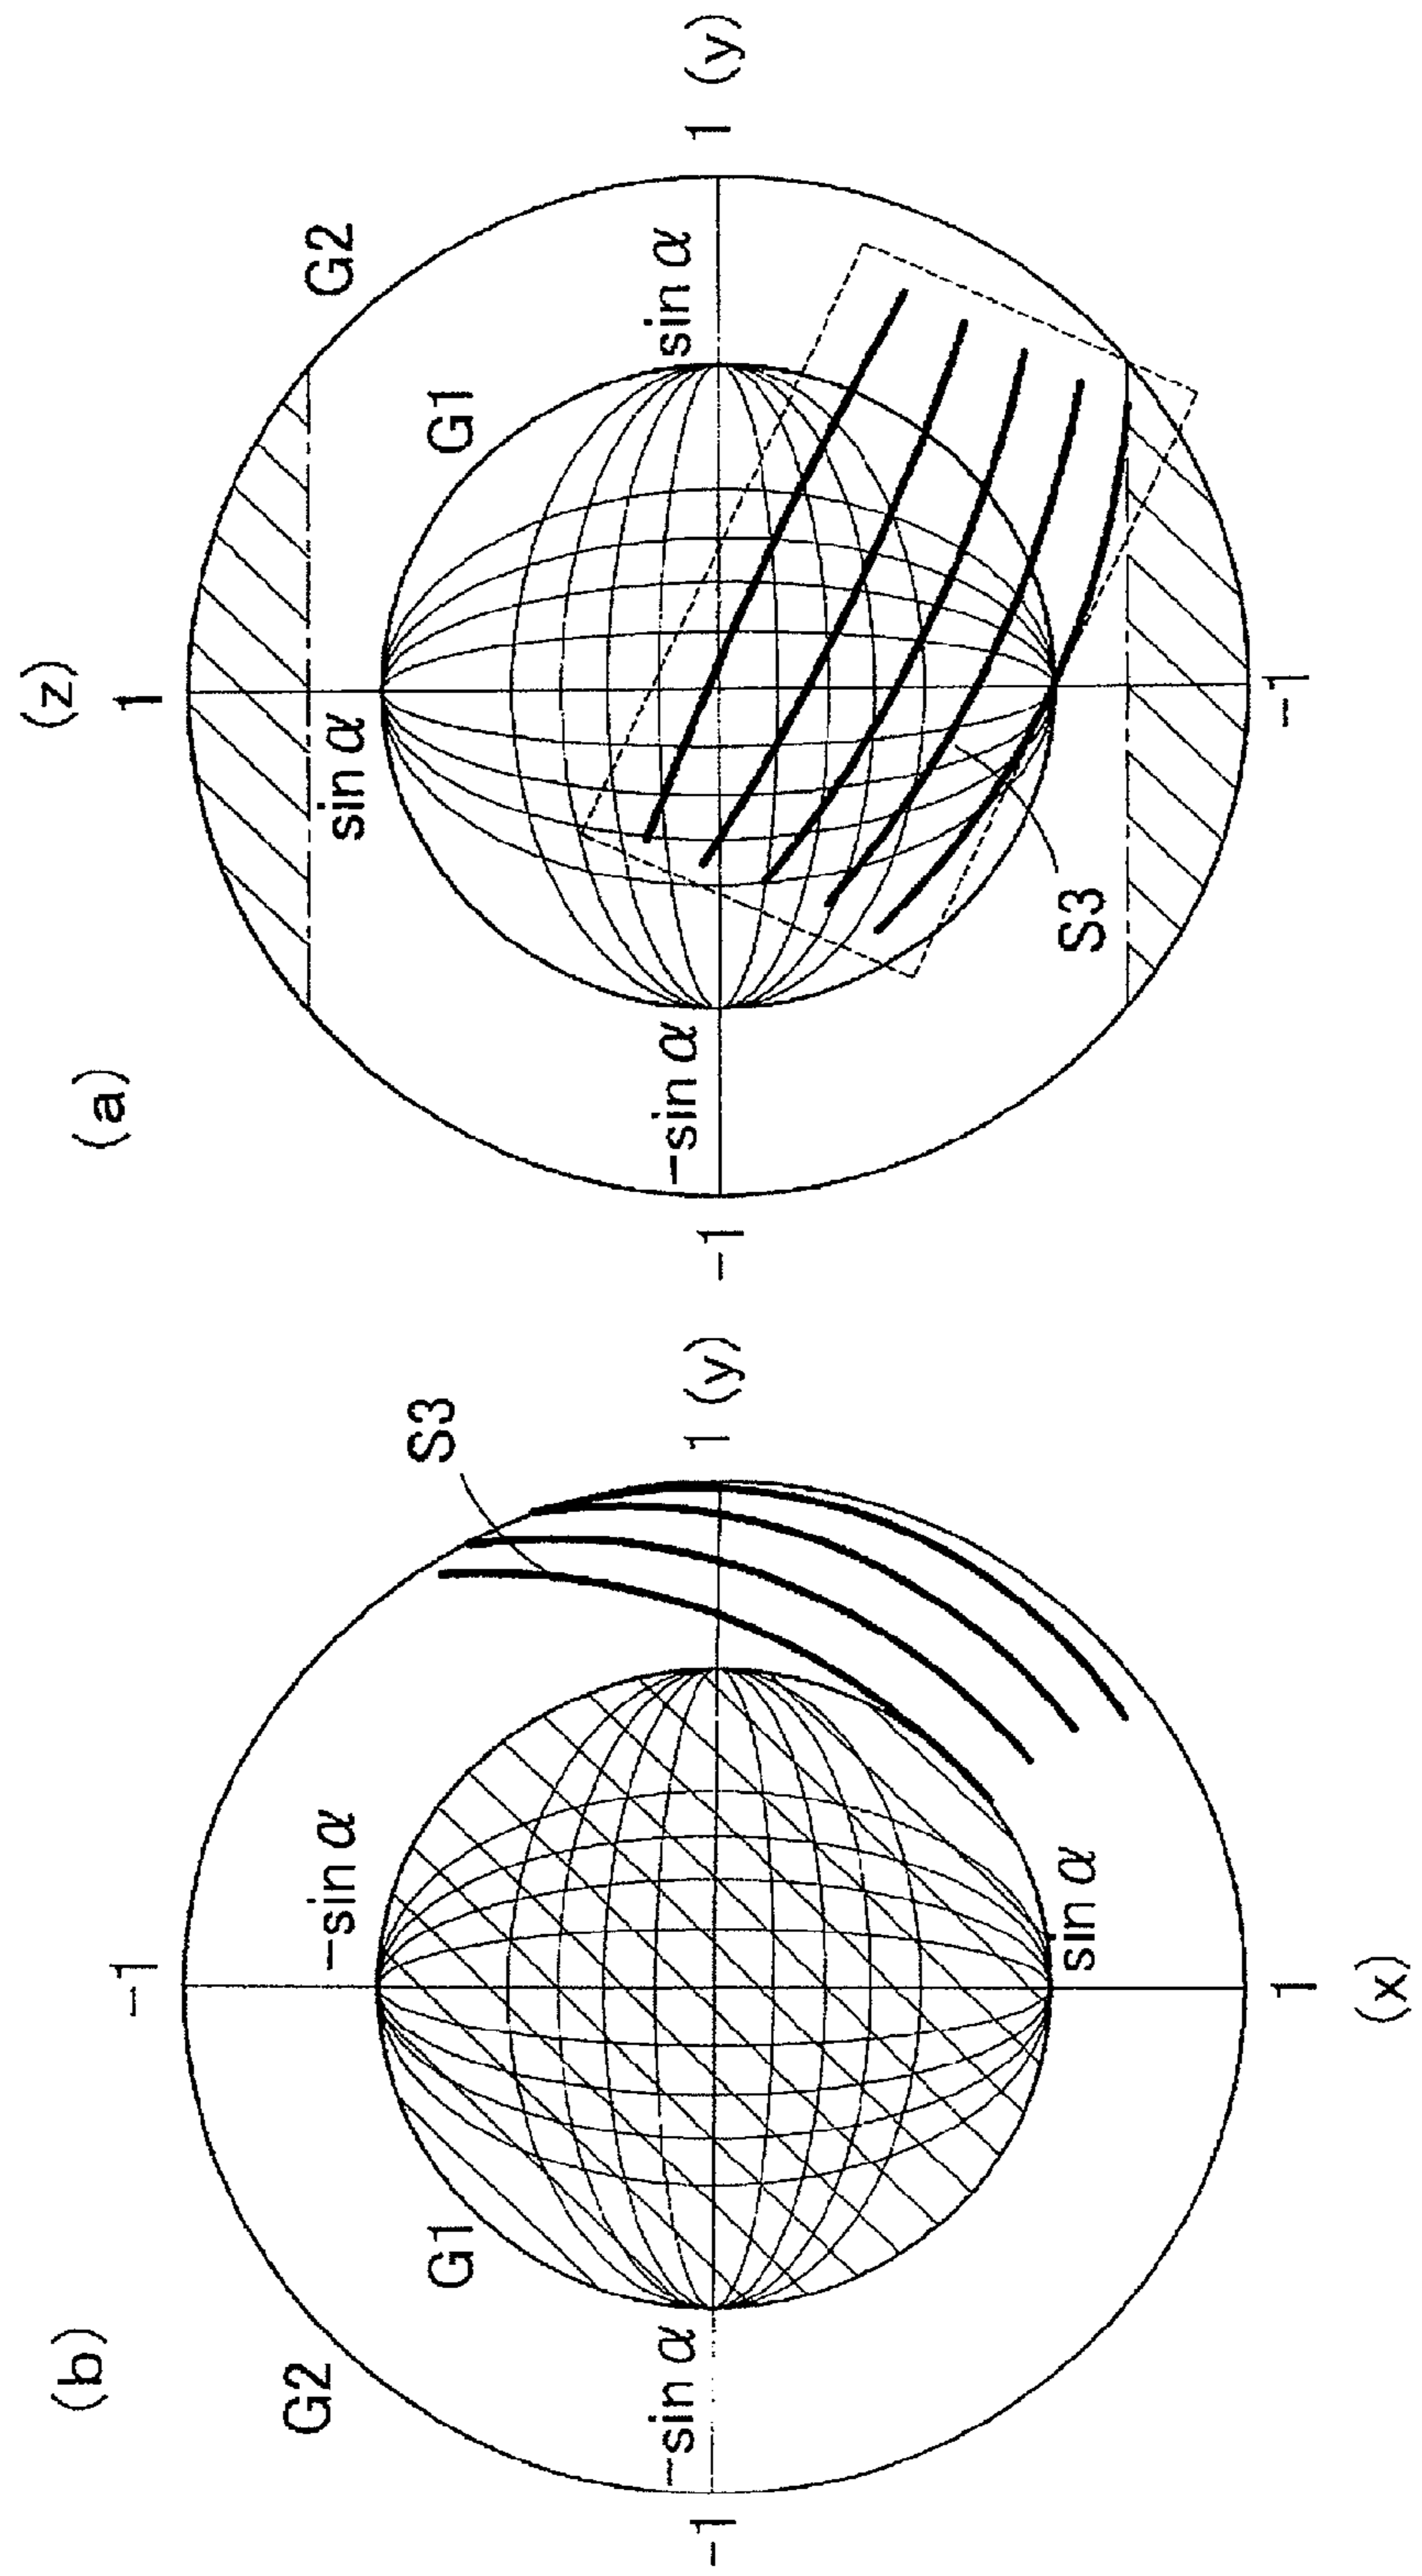 (a)
(z)
1
G2
G1
sin α
sin α
−sin α
−1
1 (y)
S3
−1
(b)
−1
G2
G1
−sin α
S3
−sin α
−1
1 (y)
sin α
1
(x)